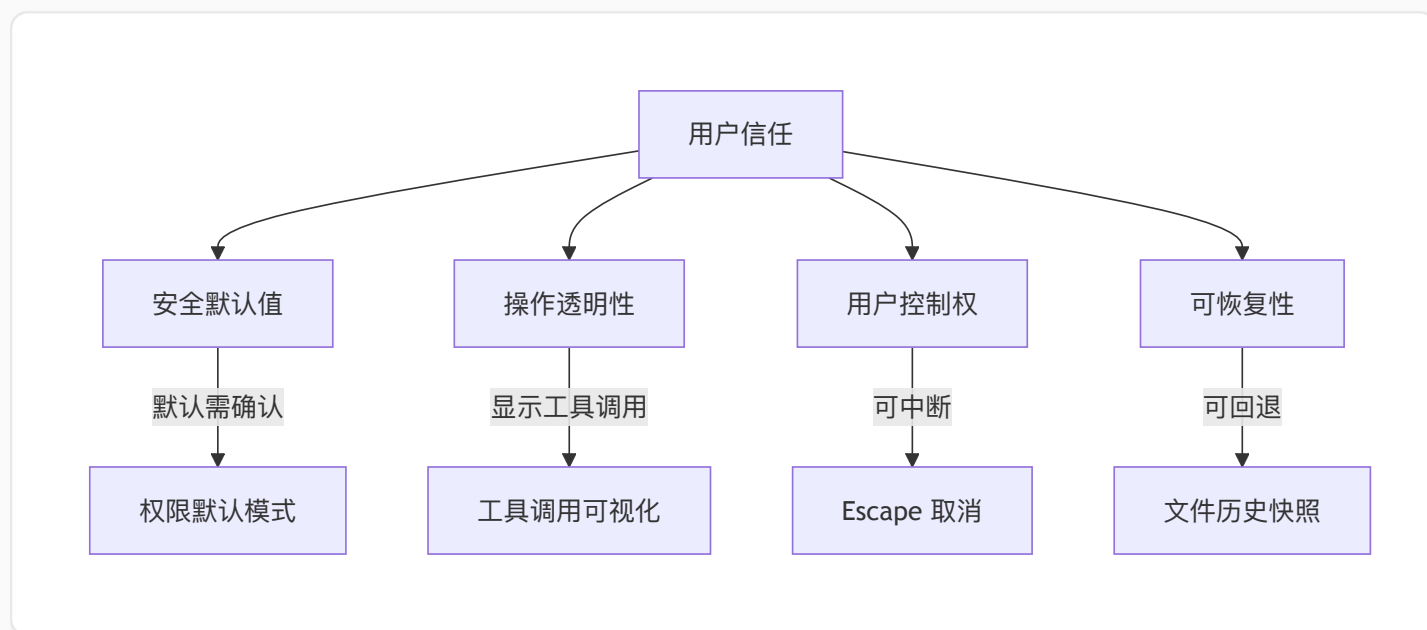 用户信任
安全默认值
操作透明性
用户控制权
可恢复性
默认需确认
显示工具调用
可中断
可回退
权限默认模式
工具调用可视化
Escape 取消
文件历史快照